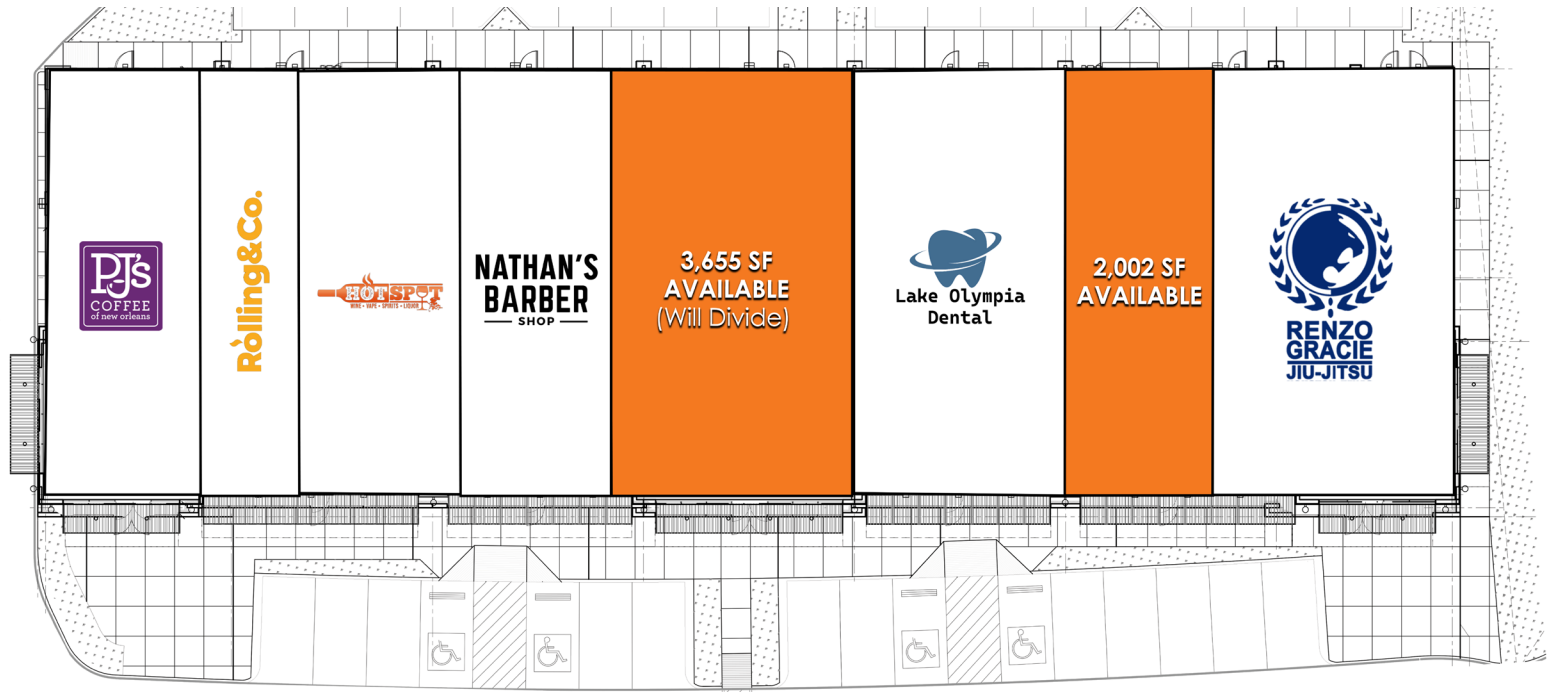 PJ's
COFFEE
of new orleans
Rolling&Co.
HOTSPOT
WINE • VAPE • SPIRITS • LIQUOR
NATHAN'S
BARBER
SHOP
3,655 SF
AVAILABLE
(Will Divide)
Lake Olympia
Dental
2,002 SF
AVAILABLE
RENZO
GRACIE
JIU-JITSU